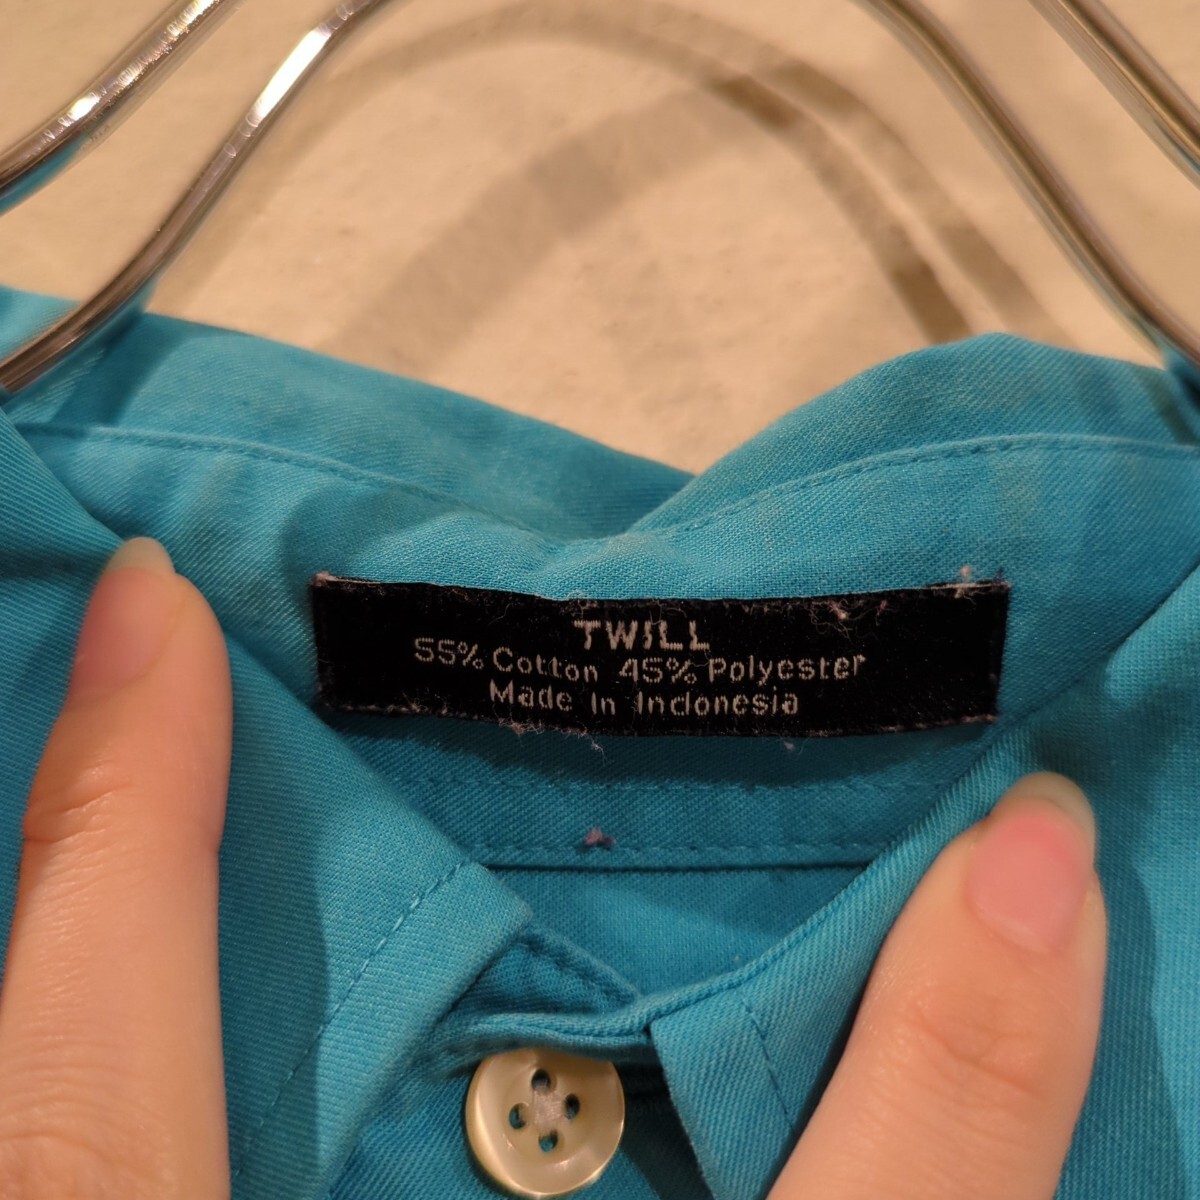 TWILL
55% Cotton 45% Polyester
Made In Indonesia